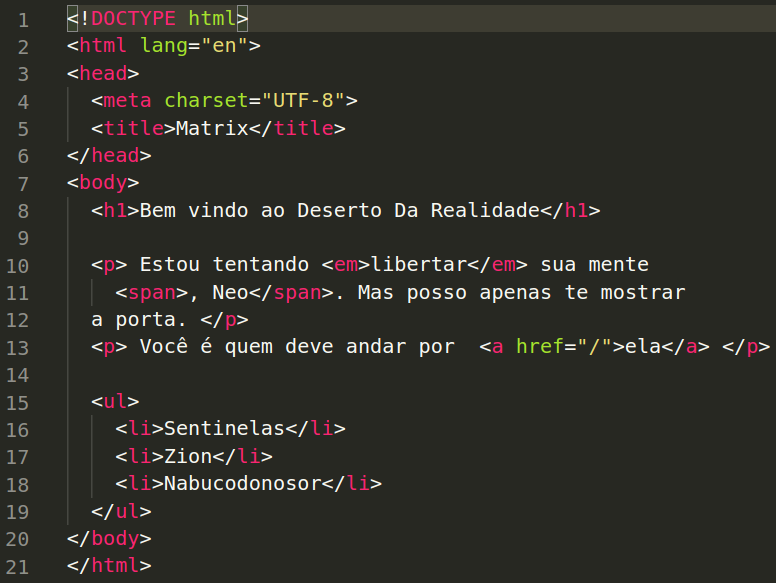 1 <!DOCTYPE html>
2 <html lang="en">
3 <head>
4   <meta charset="UTF-8">
5   <title>Matrix</title>
6 </head>
7 <body>
8   <h1>Bem vindo ao Deserto Da Realidade</h1>
9
10   <p> Estou tentando <em>libertar</em> sua mente
11     <span>, Neo</span>. Mas posso apenas te mostrar
12   a porta. </p>
13   <p> Você é quem deve andar por  <a href="/">ela</a> </p>
14
15   <ul>
16     <li>Sentinelas</li>
17     <li>Zion</li>
18     <li>Nabucodonosor</li>
19   </ul>
20 </body>
21 </html>